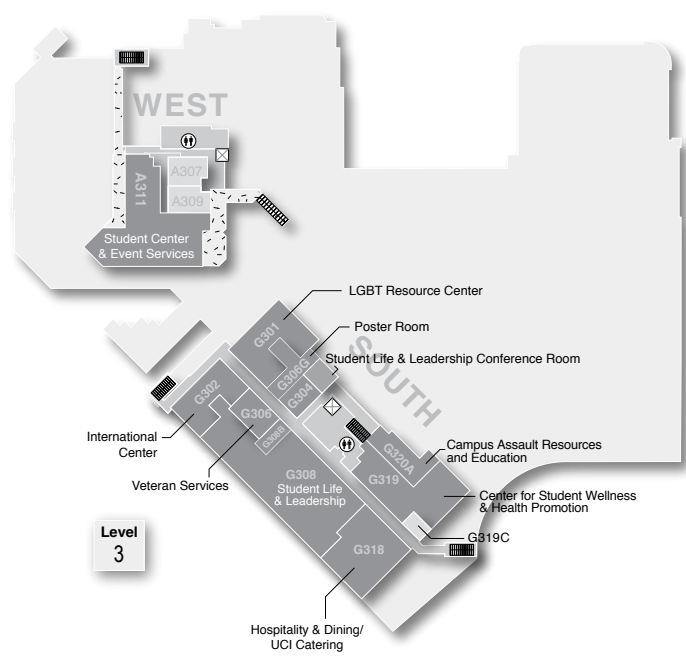 WEST
A311
A307
A309
Student Center
& Event Services
LGBT Resource Center
G301
Poster Room
SOUTH
Student Life & Leadership Conference Room
G306G
G304
G302
G306
G306B
International
Center
Veteran Services
G320A
Campus Assault Resources
and Education
G319
G308
Student Life
& Leadership
Center for Student Wellness
& Health Promotion
G319C
Level
3
G318
Hospitality & Dining/
UCI Catering